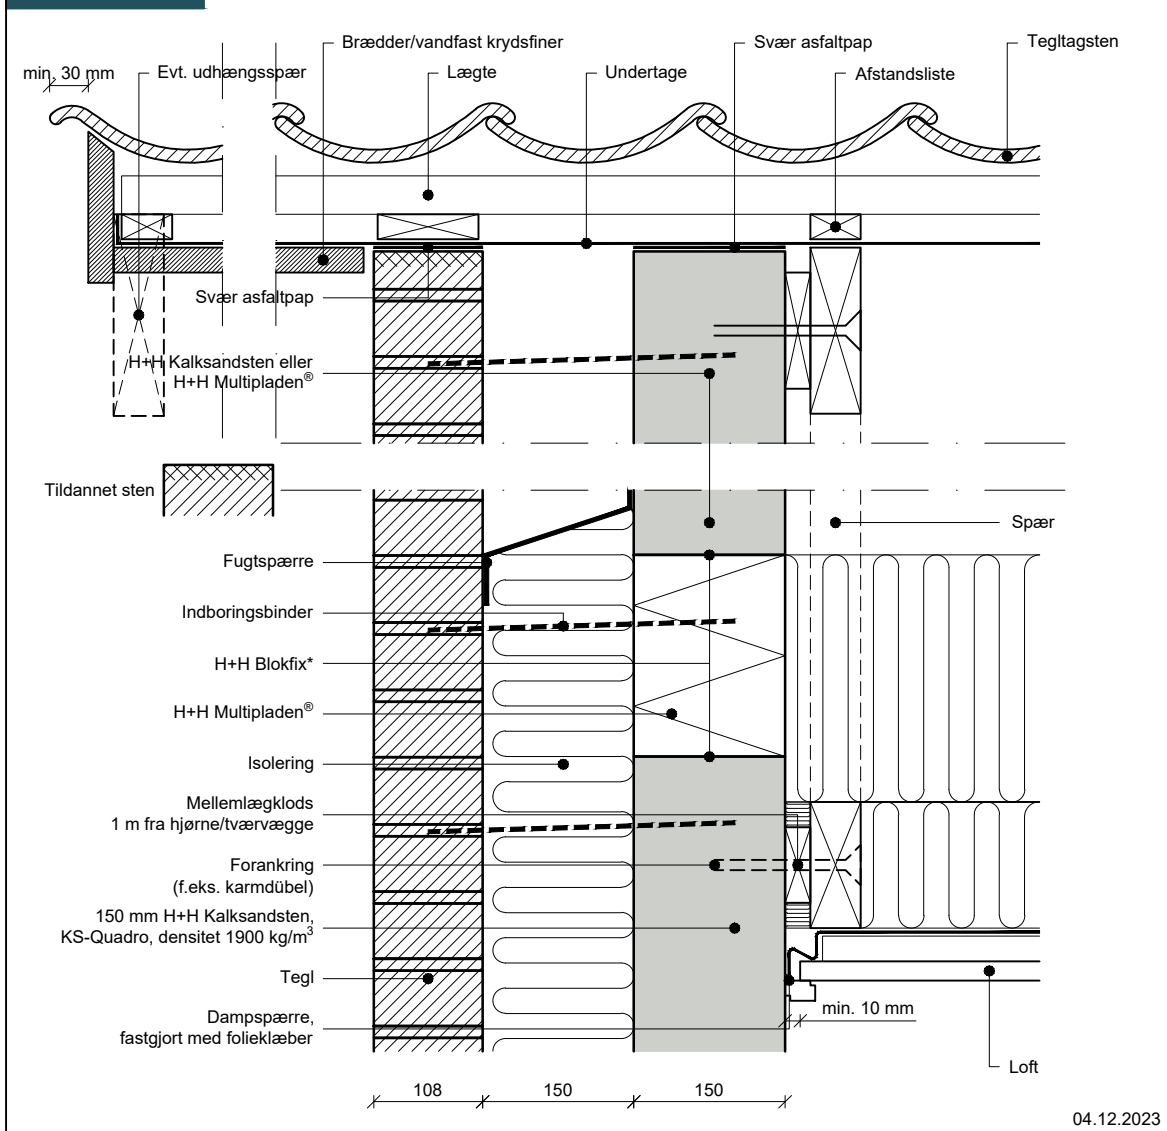 Brædder/vandfast krydsfiner
Svær asfaltpap
Tegltagsten
min. 30 mm
Evt. udhængsspær
Lægte
Undertage
Afstandsliste
Svær asfaltpap
H+H Kalksandsten eller
H+H Multipladen®
Tildannet sten
Spær
Fugtspærre
Indboringsbinder
H+H Blokfix*
H+H Multipladen®
Isolering
Mellemlægklods
1 m fra hjørne/tværvægge
Forankring
(f.eks. karmdübel)
150 mm H+H Kalksandsten,
KS-Quadro, densitet 1900 kg/m³
Tegl
min. 10 mm
Dampspærre,
fastgjort med folieklæber
Loft
108
150
150
04.12.2023